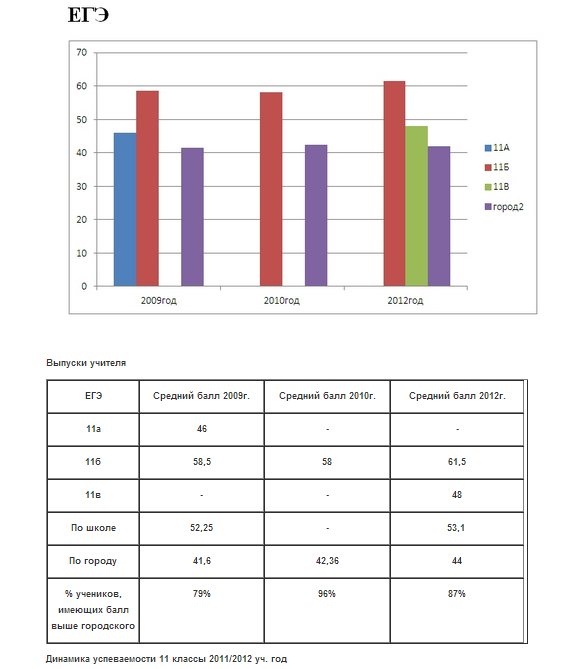 ЕГЭ
70
60
50
40
30
20
10
0
2009год 2010год 2012год
11А
11Б
11В
город2
Выпуски учителя
ЕГЭ Средний балл 2009г. Средний балл 2010г. Средний балл 2012г.
11а 46 - -
11б 58,5 58 61,5
11в - - 48
По школе 52,25 - 53,1
По городу 41,6 42,36 44
% учеников, 79% 96% 87%
имеющих балл
выше городского
Динамика успеваемости 11 классы 2011/2012 уч. год